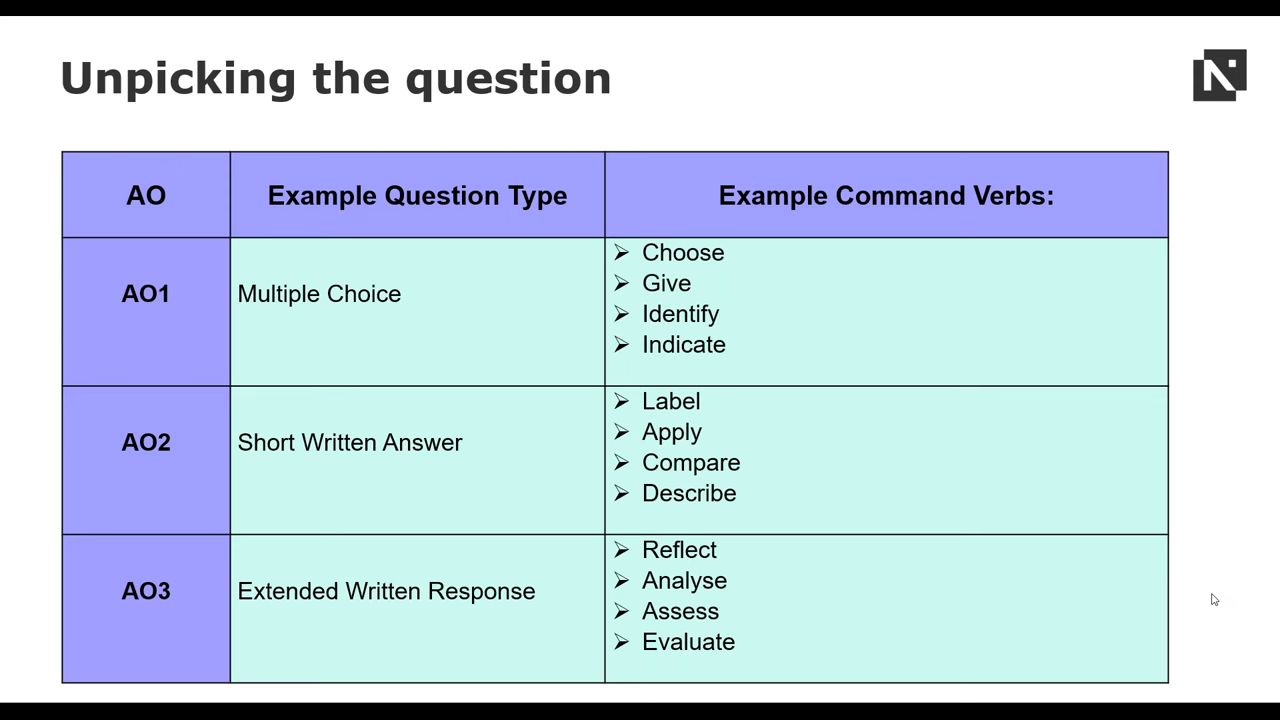 Unpicking the question
N
AO Example Question Type Example Command Verbs:
AO1 Multiple Choice
Choose
Give
Identify
Indicate
AO2 Short Written Answer
Label
Apply
Compare
Describe
AO3 Extended Written Response
Reflect
Analyse
Assess
Evaluate